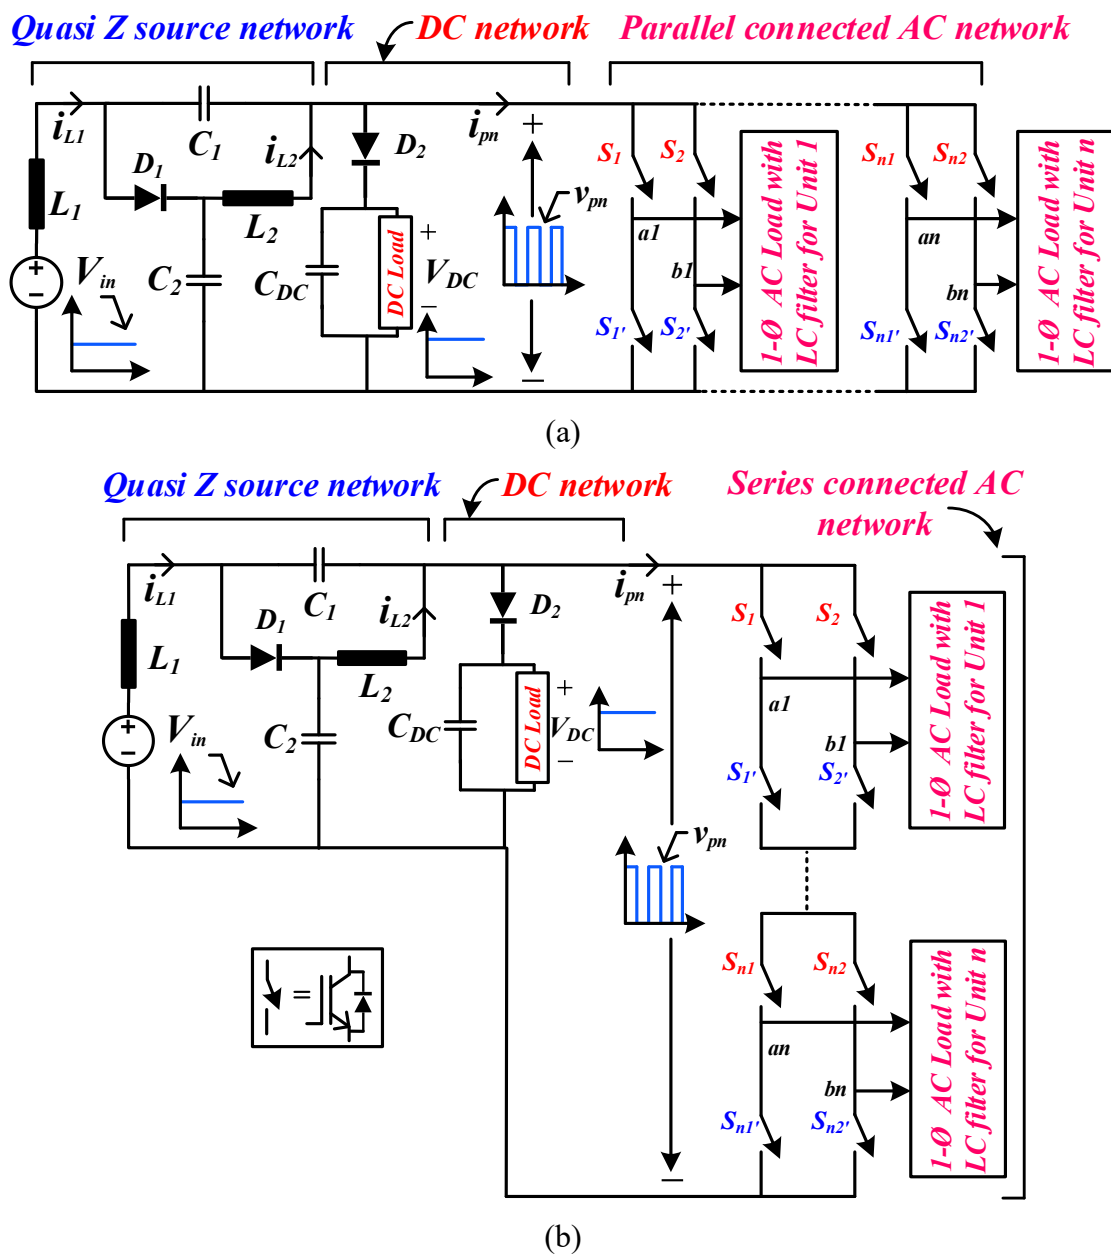 Quasi Z source network
DC network
Parallel connected AC network
iL1
C1
iL2
D2
ipn
+
S1
S2
Sn1
Sn2
D1
vpn
L1
L2
a1
an
Vin
C2
CDC
DC Load
+
VDC
−
b1
bn
S1'
S2'
Sn1'
Sn2'
1-Ø AC Load with
LC filter for Unit 1
1-Ø AC Load with
LC filter for Unit n
+
−
−
(a)
Quasi Z source network
DC network
Series connected AC
network
iL1
C1
iL2
D2
ipn
+
D1
S1
S2
L1
L2
a1
Vin
C2
CDC
DC Load
+
VDC
−
b1
S1'
S2'
1-Ø AC Load with
LC filter for Unit 1
+
−
vpn
Sn1
Sn2
=
an
bn
Sn1'
Sn2'
1-Ø AC Load with
LC filter for Unit n
−
(b)